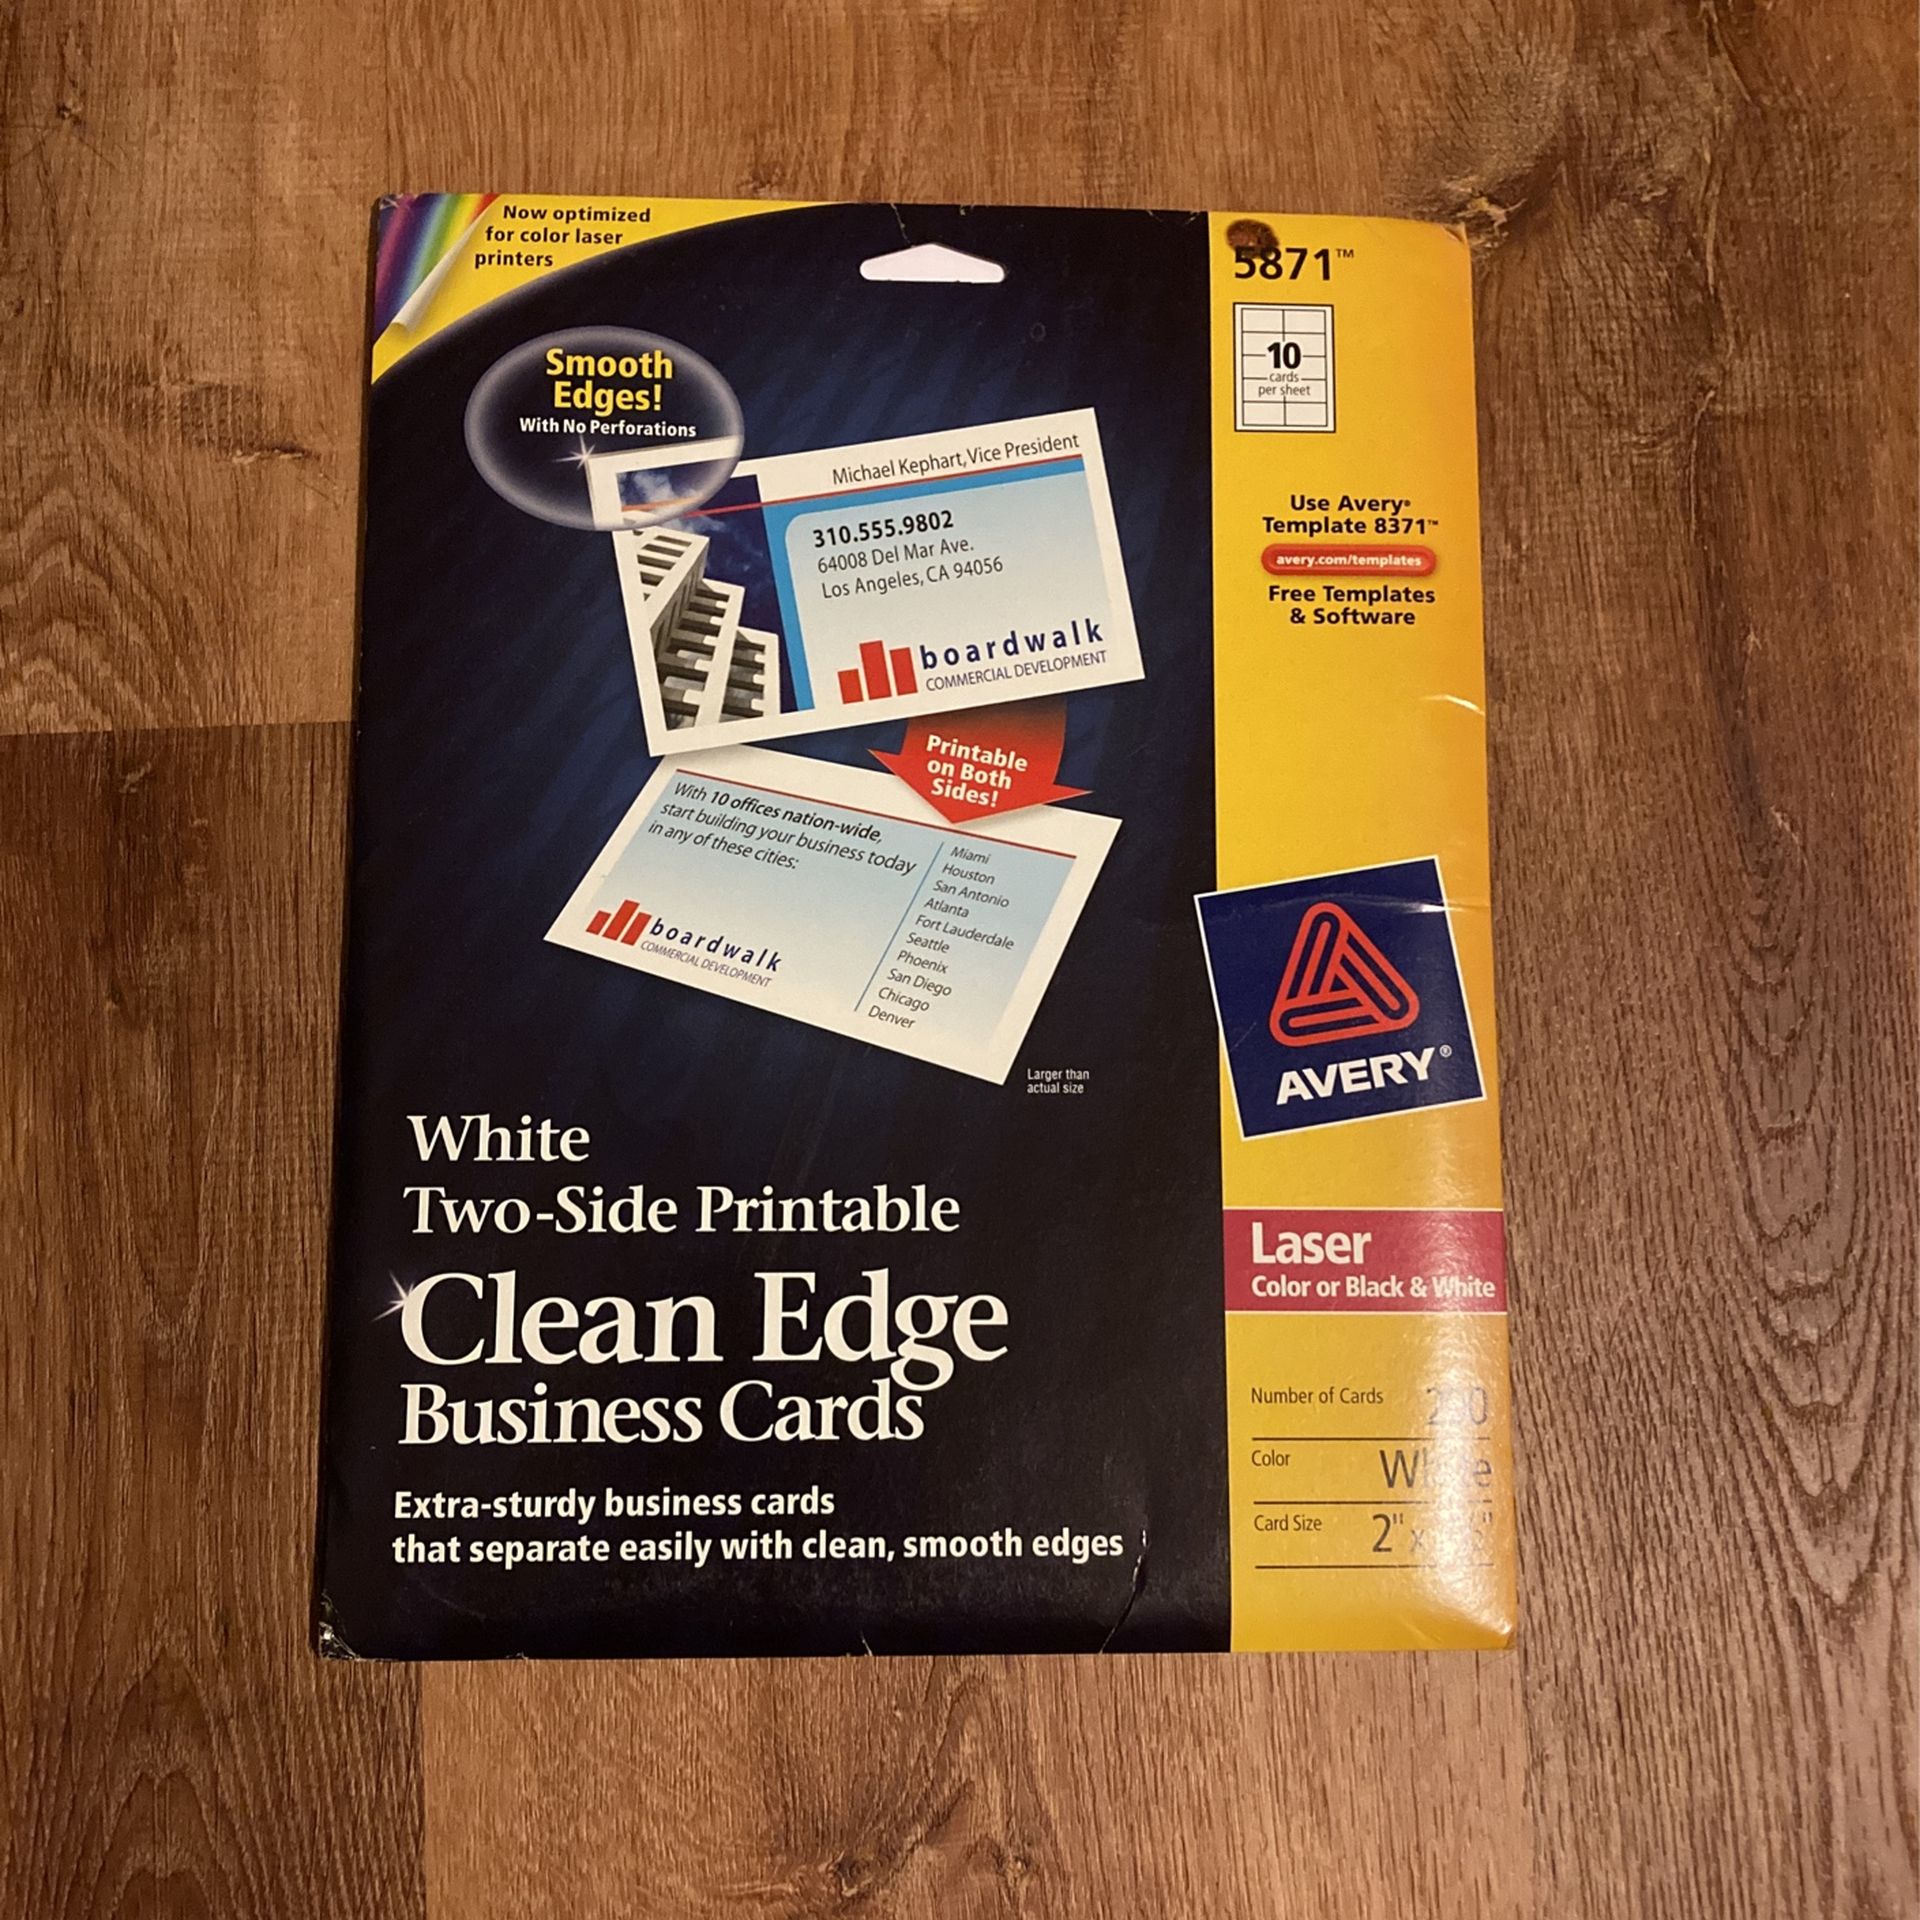 Now optimized
for color laser
printers
Smooth
Edges!
With No Perforations
Michael Kephart, Vice President
310.555.9802
64008 Del Mar Ave.
Los Angeles, CA 94056
boardwalk
COMMERCIAL DEVELOPMENT
Printable
on Both
Sides!
With 10 offices nation-wide,
start building your business today
in any of these cities:
boardwalk
COMMERCIAL DEVELOPMENT
Miami
Houston
San Antonio
Atlanta
Fort Lauderdale
Seattle
Phoenix
San Diego
Chicago
Denver
Larger than
actual size
White
Two-Side Printable
Clean Edge
Business Cards
Extra-sturdy business cards
that separate easily with clean, smooth edges
5871™
10
cards
per sheet
Use Avery®
Template 8371™
avery.com/templates
Free Templates
& Software
AVERY®
Laser
Color or Black & White
Number of Cards
Color White
Card Size 2" x